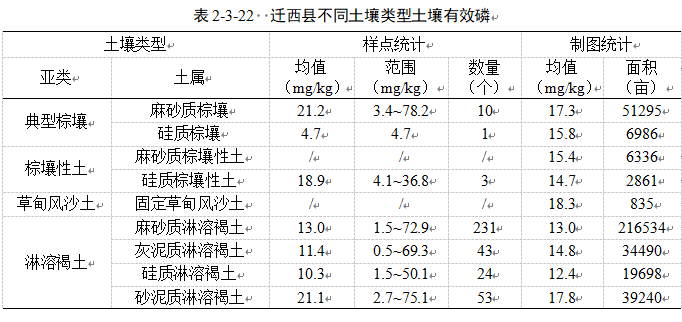 表 2-3-22 迁西县不同土壤类型土壤有效磷
土壤类型 样点统计 制图统计
亚类 土属 均值（mg/kg） 范围（mg/kg） 数量（个） 均值（mg/kg） 面积（亩）
典型棕壤 麻砂质棕壤 21.2 3.4~78.2 10 17.3 51295
硅质棕壤 4.7 4.7 1 15.8 6986
棕壤性土 麻砂质棕壤性土 / / / 15.4 6336
硅质棕壤性土 18.9 4.1~36.8 3 14.7 2861
草甸风沙土 固定草甸风沙土 / / / 18.3 835
淋溶褐土 麻砂质淋溶褐土 13.0 1.5~72.9 231 13.0 216534
灰泥质淋溶褐土 11.4 0.5~69.3 43 14.8 34490
硅质淋溶褐土 10.3 1.5~50.1 24 12.4 19698
砂泥质淋溶褐土 21.1 2.7~75.1 53 17.8 39240